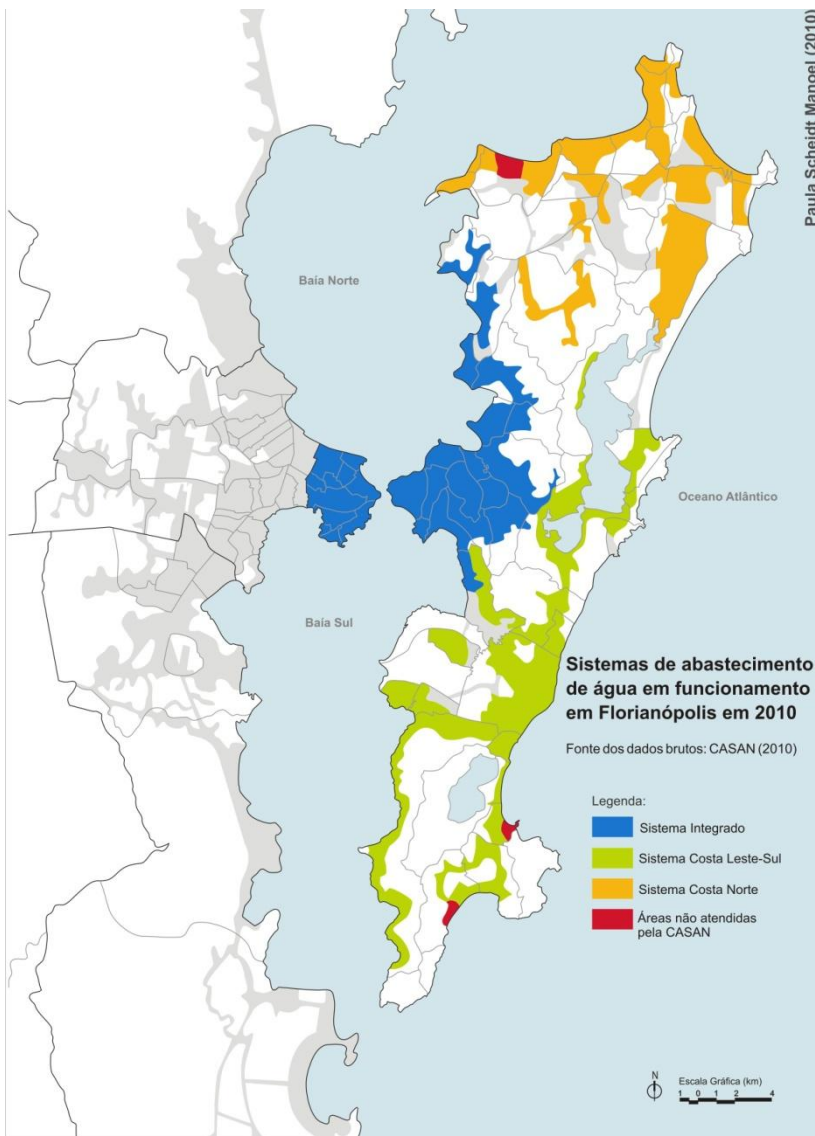 Paula Scheidt Manoel (2010)
Baía Norte
Oceano Atlântico
Baía Sul
Sistemas de abastecimento
de água em funcionamento
em Florianópolis em 2010
Fonte dos dados brutos: CASAN (2010)
Legenda:
Sistema Integrado
Sistema Costa Leste-Sul
Sistema Costa Norte
Áreas não atendidas
pela CASAN
N
Escala Gráfica (km)
1 0 1 2 4